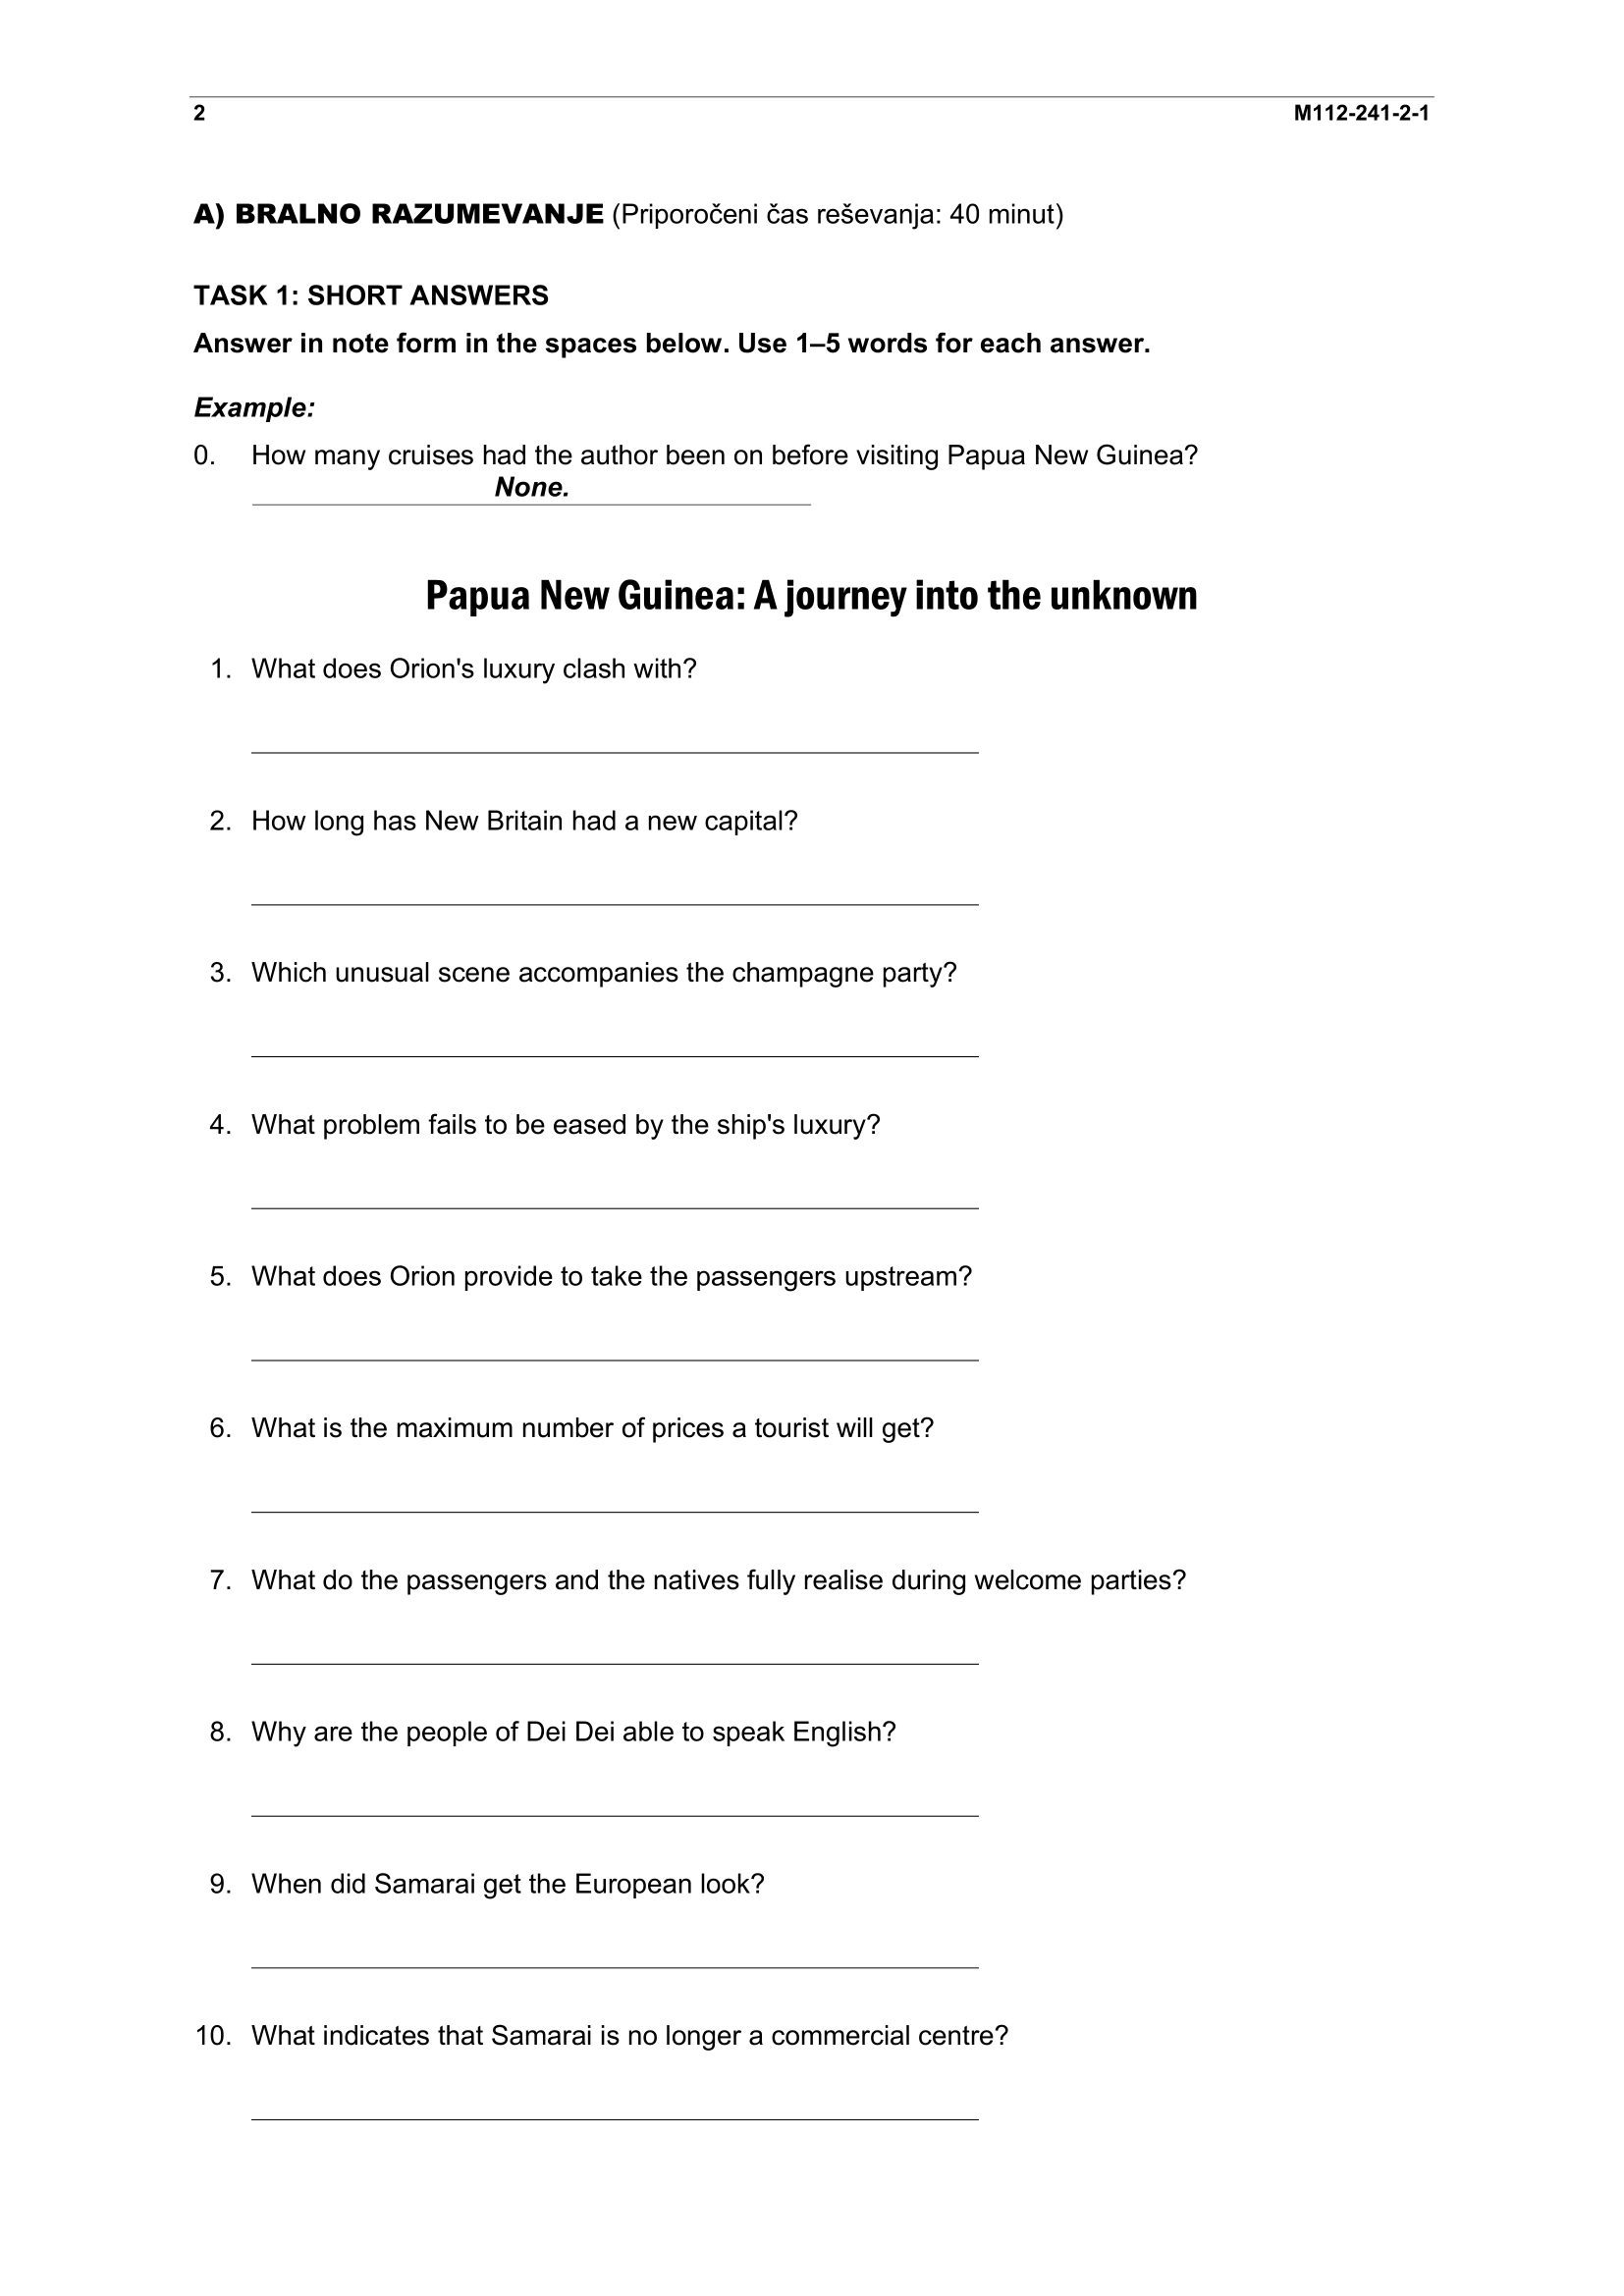 2 M112-241-2-1
A) BRALNO RAZUMEVANJE (Priporočeni čas reševanja: 40 minut)
TASK 1: SHORT ANSWERS
Answer in note form in the spaces below. Use 1–5 words for each answer.
Example:
0. How many cruises had the author been on before visiting Papua New Guinea?
None.
Papua New Guinea: A journey into the unknown
1. What does Orion's luxury clash with?
2. How long has New Britain had a new capital?
3. Which unusual scene accompanies the champagne party?
4. What problem fails to be eased by the ship's luxury?
5. What does Orion provide to take the passengers upstream?
6. What is the maximum number of prices a tourist will get?
7. What do the passengers and the natives fully realise during welcome parties?
8. Why are the people of Dei Dei able to speak English?
9. When did Samarai get the European look?
10. What indicates that Samarai is no longer a commercial centre?